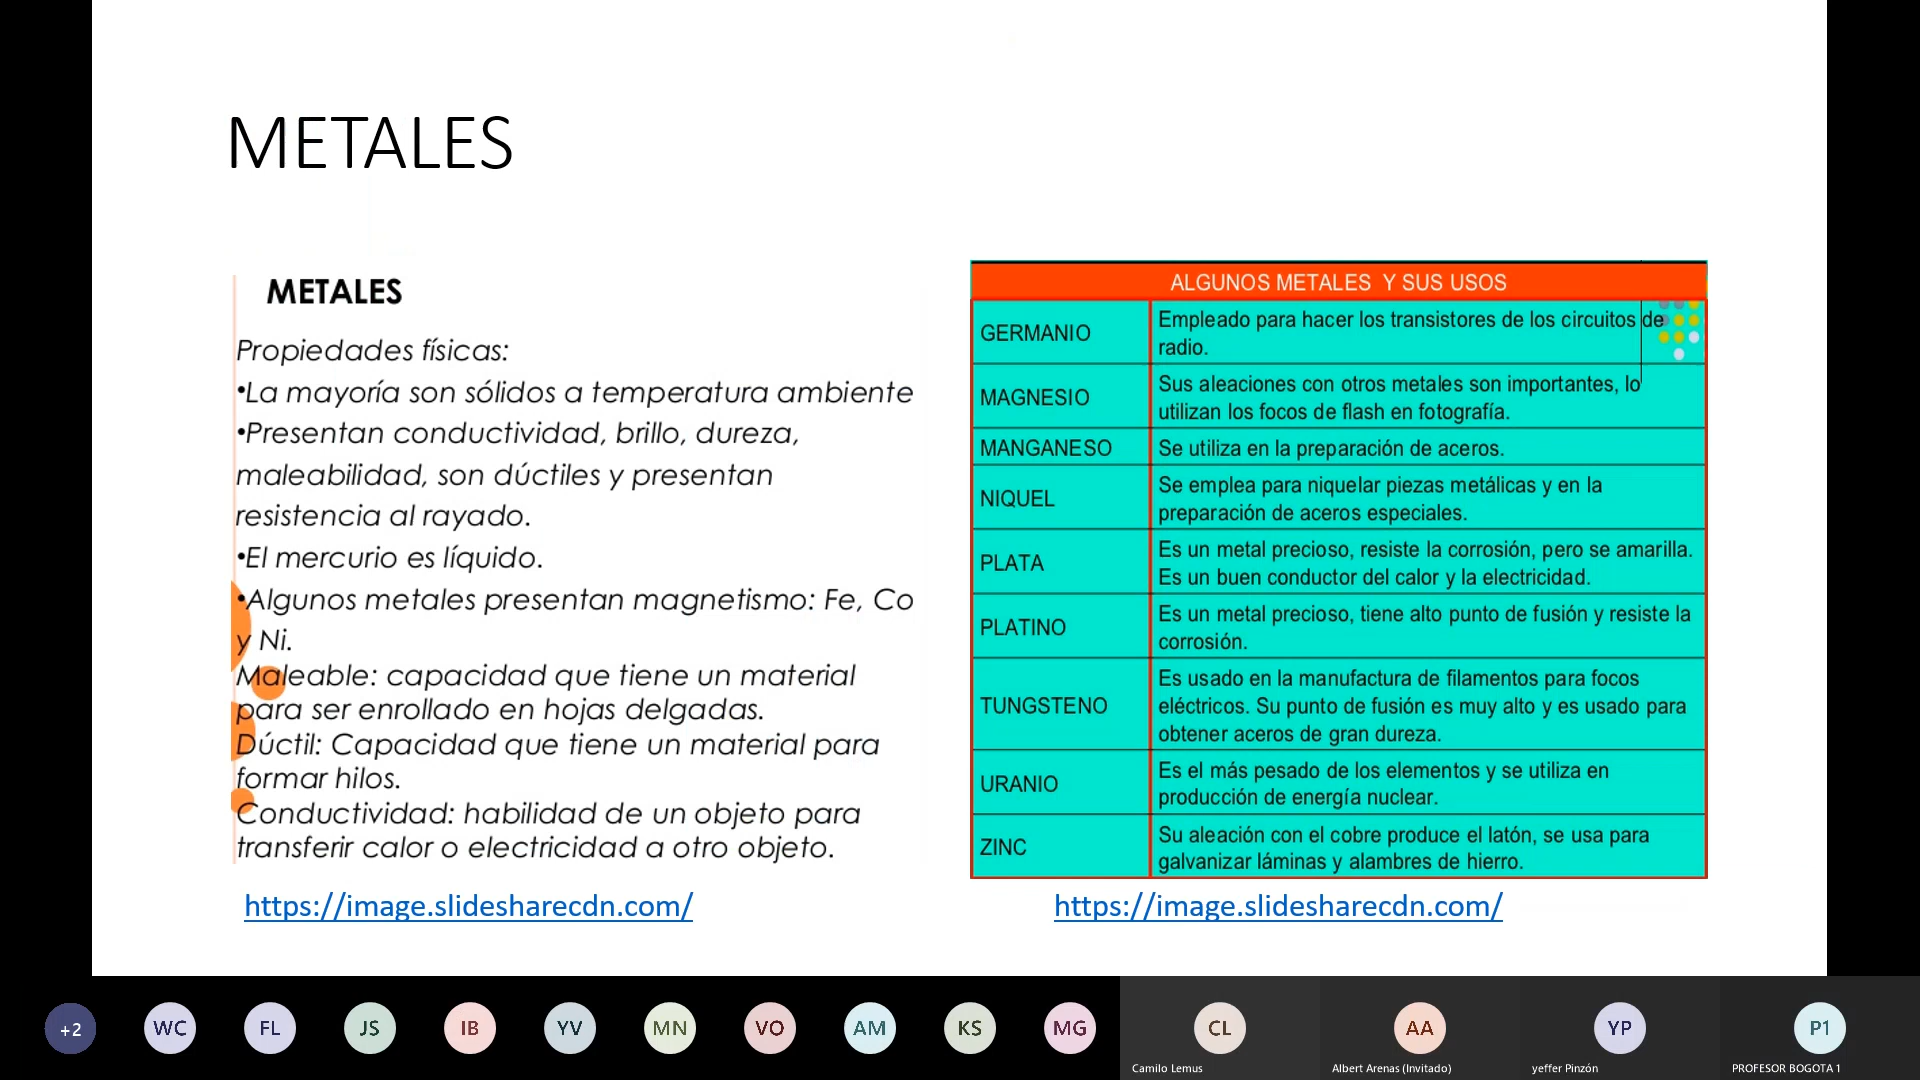 METALES
METALES
Propiedades físicas:
•La mayoría son sólidos a temperatura ambiente
•Presentan conductividad, brillo, dureza,
maleabilidad, son dúctiles y presentan
resistencia al rayado.
•El mercurio es líquido.
•Algunos metales presentan magnetismo: Fe, Co
y Ni.
Maleable: capacidad que tiene un material
para ser enrollado en hojas delgadas.
Dúctil: Capacidad que tiene un material para
formar hilos.
Conductividad: habilidad de un objeto para
transferir calor o electricidad a otro objeto.
https://image.slidesharecdn.com/
ALGUNOS METALES Y SUS USOS
GERMANIO
Empleado para hacer los transistores de los circuitos de
radio.
MAGNESIO
Sus aleaciones con otros metales son importantes, lo
utilizan los focos de flash en fotografía.
MANGANESO
Se utiliza en la preparación de aceros.
NIQUEL
Se emplea para niquelar piezas metálicas y en la
preparación de aceros especiales.
PLATA
Es un metal precioso, resiste la corrosión, pero se amarilla.
Es un buen conductor del calor y la electricidad.
PLATINO
Es un metal precioso, tiene alto punto de fusión y resiste la
corrosión.
TUNGSTENO
Es usado en la manufactura de filamentos para focos
eléctricos. Su punto de fusión es muy alto y es usado para
obtener aceros de gran dureza.
URANIO
Es el más pesado de los elementos y se utiliza en
producción de energía nuclear.
ZINC
Su aleación con el cobre produce el latón, se usa para
galvanizar láminas y alambres de hierro.
https://image.slidesharecdn.com/
+2
WC
FL
JS
IB
YV
MN
VO
AM
KS
MG
CL
Camilo Lemus
AA
Albert Arenas (Invitado)
YP
yeffer Pinzón
P1
PROFESOR BOGOTA 1